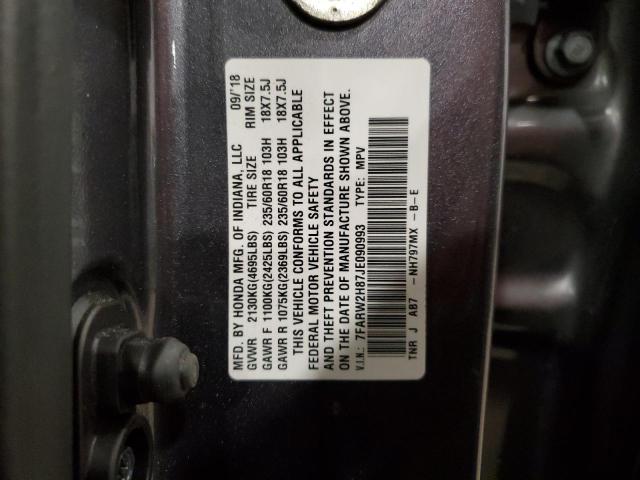 MFD. BY HONDA MFG. OF INDIANA, LLC 09/'18
GVWR 2130KG(4695LBS) TIRE SIZE RIM SIZE
GAWR F 1100KG(2425LBS) 235/60R18 103H 18X7.5J
GAWR R 1075KG(2369LBS) 235/60R18 103H 18X7.5J
THIS VEHICLE CONFORMS TO ALL APPLICABLE
FEDERAL MOTOR VEHICLE SAFETY
AND THEFT PREVENTION STANDARDS IN EFFECT
ON THE DATE OF MANUFACTURE SHOWN ABOVE.
V.I.N.: 7FARW2H87JE090993 TYPE: MPV
TNR J AB7 -NH797MX -B-E